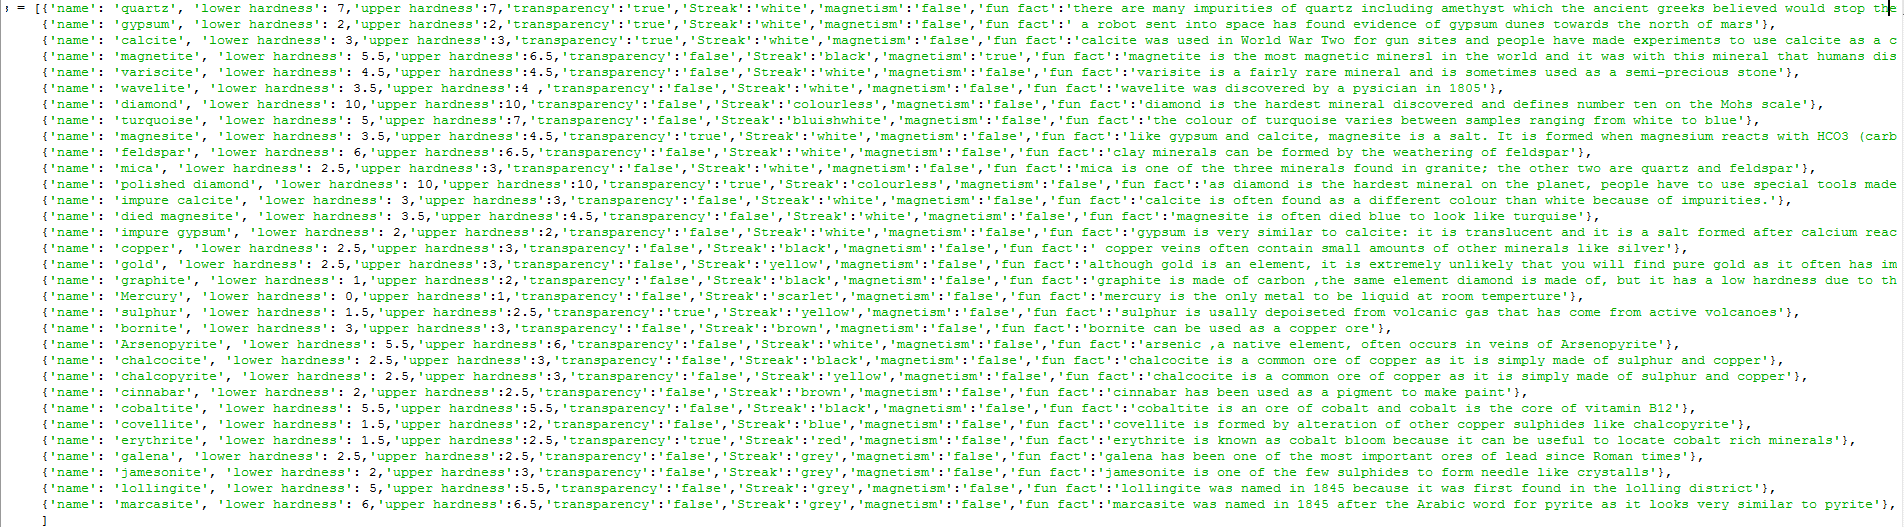 = [{'name': 'quartz', 'lower hardness': 7,'upper hardness':7,'transparency':'true','Streak':'white','magnetism':'false','fun fact':'there are many impurities of quartz including amethyst which the ancient greeks believed would stop the
{'name': 'gypsum', 'lower hardness': 2,'upper hardness':2,'transparency':'true','Streak':'white','magnetism':'false','fun fact':' a robot sent into space has found evidence of gypsum dunes towards the north of mars'},
{'name': 'calcite', 'lower hardness': 3,'upper hardness':3,'transparency':'true','Streak':'white','magnetism':'false','fun fact':'calcite was used in World War Two for gun sites and people have made experiments to use calcite as a c
{'name': 'magnetite', 'lower hardness': 5.5,'upper hardness':6.5,'transparency':'false','Streak':'black','magnetism':'true','fun fact':'magnetite is the most magnetic minersl in the world and it was with this mineral that humans dis
{'name': 'variscite', 'lower hardness': 4.5,'upper hardness':4.5,'transparency':'false','Streak':'white','magnetism':'false','fun fact':'varisite is a fairly rare mineral and is sometimes used as a semi-precious stone'},
{'name': 'wavelite', 'lower hardness': 3.5,'upper hardness':4 ,'transparency':'false','Streak':'white','magnetism':'false','fun fact':'wavelite was discovered by a pysician in 1805'},
{'name': 'diamond', 'lower hardness': 10,'upper hardness':10,'transparency':'false','Streak':'colourless','magnetism':'false','fun fact':'diamond is the hardest mineral discovered and defines number ten on the Mohs scale'},
{'name': 'turquoise', 'lower hardness': 5,'upper hardness':7,'transparency':'false','Streak':'bluishwhite','magnetism':'false','fun fact':'the colour of turquoise varies between samples ranging from white to blue'},
{'name': 'magnesite', 'lower hardness': 3.5,'upper hardness':4.5,'transparency':'true','Streak':'white','magnetism':'false','fun fact':'like gypsum and calcite, magnesite is a salt. It is formed when magnesium reacts with HCO3 (carb
{'name': 'feldspar', 'lower hardness': 6,'upper hardness':6.5,'transparency':'false','Streak':'white','magnetism':'false','fun fact':'clay minerals can be formed by the weathering of feldspar'},
{'name': 'mica', 'lower hardness': 2.5,'upper hardness':3,'transparency':'false','Streak':'white','magnetism':'false','fun fact':'mica is one of the three minerals found in granite; the other two are quartz and feldspar'},
{'name': 'polished diamond', 'lower hardness': 10,'upper hardness':10,'transparency':'true','Streak':'colourless','magnetism':'false','fun fact':'as diamond is the hardest mineral on the planet, people have to use special tools made
{'name': 'impure calcite', 'lower hardness': 3,'upper hardness':3,'transparency':'false','Streak':'white','magnetism':'false','fun fact':'calcite is often found as a different colour than white because of impurities.'},
{'name': 'died magnesite', 'lower hardness': 3.5,'upper hardness':4.5,'transparency':'false','Streak':'white','magnetism':'false','fun fact':'magnesite is often died blue to look like turquise'},
{'name': 'impure gypsum', 'lower hardness': 2,'upper hardness':2,'transparency':'false','Streak':'white','magnetism':'false','fun fact':'gypsum is very similar to calcite: it is translucent and it is a salt formed after calcium reac
{'name': 'copper', 'lower hardness': 2.5,'upper hardness':3,'transparency':'false','Streak':'black','magnetism':'false','fun fact':' copper veins often contain small amounts of other minerals like silver'},
{'name': 'gold', 'lower hardness': 2.5,'upper hardness':3,'transparency':'false','Streak':'yellow','magnetism':'false','fun fact':'although gold is an element, it is extremely unlikely that you will find pure gold as it often has im
{'name': 'graphite', 'lower hardness': 1,'upper hardness':2,'transparency':'false','Streak':'black','magnetism':'false','fun fact':'graphite is made of carbon ,the same element diamond is made of, but it has a low hardness due to th
{'name': 'Mercury', 'lower hardness': 0,'upper hardness':1,'transparency':'false','Streak':'scarlet','magnetism':'false','fun fact':'mercury is the only metal to be liquid at room temperture'},
{'name': 'sulphur', 'lower hardness': 1.5,'upper hardness':2.5,'transparency':'true','Streak':'yellow','magnetism':'false','fun fact':'sulphur is usally depoiseted from volcanic gas that has come from active volcanoes'},
{'name': 'bornite', 'lower hardness': 3,'upper hardness':3,'transparency':'false','Streak':'brown','magnetism':'false','fun fact':'bornite can be used as a copper ore'},
{'name': 'Arsenopyrite', 'lower hardness': 5.5,'upper hardness':6,'transparency':'false','Streak':'white','magnetism':'false','fun fact':'arsenic ,a native element, often occurs in veins of Arsenopyrite'},
{'name': 'chalcocite', 'lower hardness': 2.5,'upper hardness':3,'transparency':'false','Streak':'black','magnetism':'false','fun fact':'chalcocite is a common ore of copper as it is simply made of sulphur and copper'},
{'name': 'chalcopyrite', 'lower hardness': 2.5,'upper hardness':3,'transparency':'false','Streak':'yellow','magnetism':'false','fun fact':'chalcocite is a common ore of copper as it is simply made of sulphur and copper'},
{'name': 'cinnabar', 'lower hardness': 2,'upper hardness':2.5,'transparency':'false','Streak':'brown','magnetism':'false','fun fact':'cinnabar has been used as a pigment to make paint'},
{'name': 'cobaltite', 'lower hardness': 5.5,'upper hardness':5.5,'transparency':'false','Streak':'black','magnetism':'false','fun fact':'cobaltite is an ore of cobalt and cobalt is the core of vitamin B12'},
{'name': 'covellite', 'lower hardness': 1.5,'upper hardness':2,'transparency':'false','Streak':'blue','magnetism':'false','fun fact':'covellite is formed by alteration of other copper sulphides like chalcopyrite'},
{'name': 'erythrite', 'lower hardness': 1.5,'upper hardness':2.5,'transparency':'true','Streak':'red','magnetism':'false','fun fact':'erythrite is known as cobalt bloom because it can be useful to locate cobalt rich minerals'},
{'name': 'galena', 'lower hardness': 2.5,'upper hardness':2.5,'transparency':'false','Streak':'grey','magnetism':'false','fun fact':'galena has been one of the most important ores of lead since Roman times'},
{'name': 'jamesonite', 'lower hardness': 2,'upper hardness':3,'transparency':'false','Streak':'grey','magnetism':'false','fun fact':'jamesonite is one of the few sulphides to form needle like crystalls'},
{'name': 'lollingite', 'lower hardness': 5,'upper hardness':5.5,'transparency':'false','Streak':'grey','magnetism':'false','fun fact':'lollingite was named in 1845 because it was first found in the lolling district'},
{'name': 'marcasite', 'lower hardness': 6,'upper hardness':6.5,'transparency':'false','Streak':'grey','magnetism':'false','fun fact':'marcasite was named in 1845 after the Arabic word for pyrite as it looks very similar to pyrite'},
]